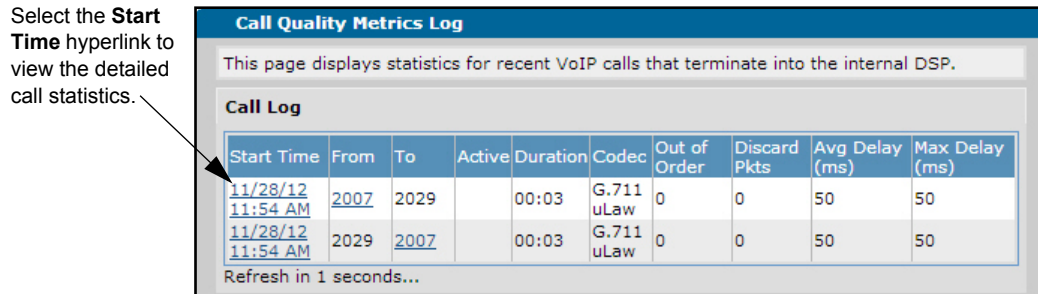 Select the Start
Time hyperlink to
view the detailed
call statistics.
Call Quality Metrics Log
This page displays statistics for recent VoIP calls that terminate into the internal DSP.
Call Log
Start Time From To Active Duration Codec Out of Order Discard Pkts Avg Delay (ms) Max Delay (ms)
11/28/12 11:54 AM 2007 2029 00:03 G.711 uLaw 0 0 50 50
11/28/12 11:54 AM 2029 2007 00:03 G.711 uLaw 0 0 50 50
Refresh in 1 seconds...